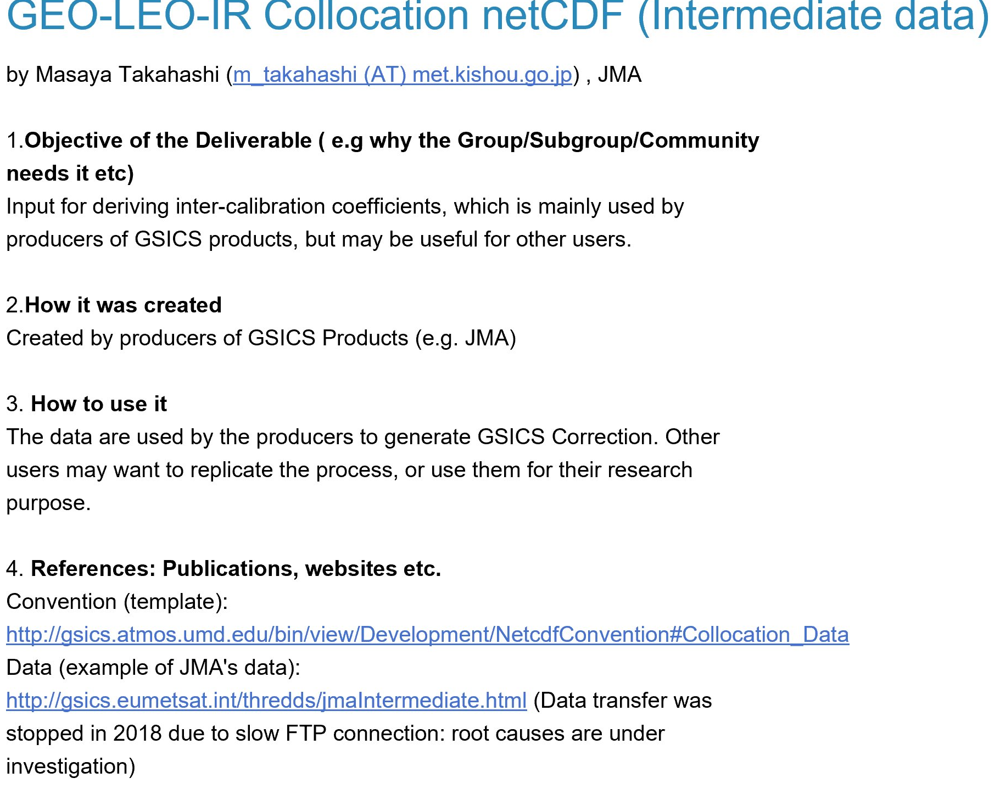 GEO-LEO-IR Collocation netCDF (Intermediate data)
by Masaya Takahashi (m_takahashi (AT) met.kishou.go.jp) , JMA
1.Objective of the Deliverable ( e.g why the Group/Subgroup/Community
needs it etc)
Input for deriving inter-calibration coefficients, which is mainly used by
producers of GSICS products, but may be useful for other users.
2.How it was created
Created by producers of GSICS Products (e.g. JMA)
3. How to use it
The data are used by the producers to generate GSICS Correction. Other
users may want to replicate the process, or use them for their research
purpose.
4. References: Publications, websites etc.
Convention (template):
http://gsics.atmos.umd.edu/bin/view/Development/NetcdfConvention#Collocation_Data
Data (example of JMA's data):
http://gsics.eumetsat.int/thredds/jmaIntermediate.html (Data transfer was
stopped in 2018 due to slow FTP connection: root causes are under
investigation)